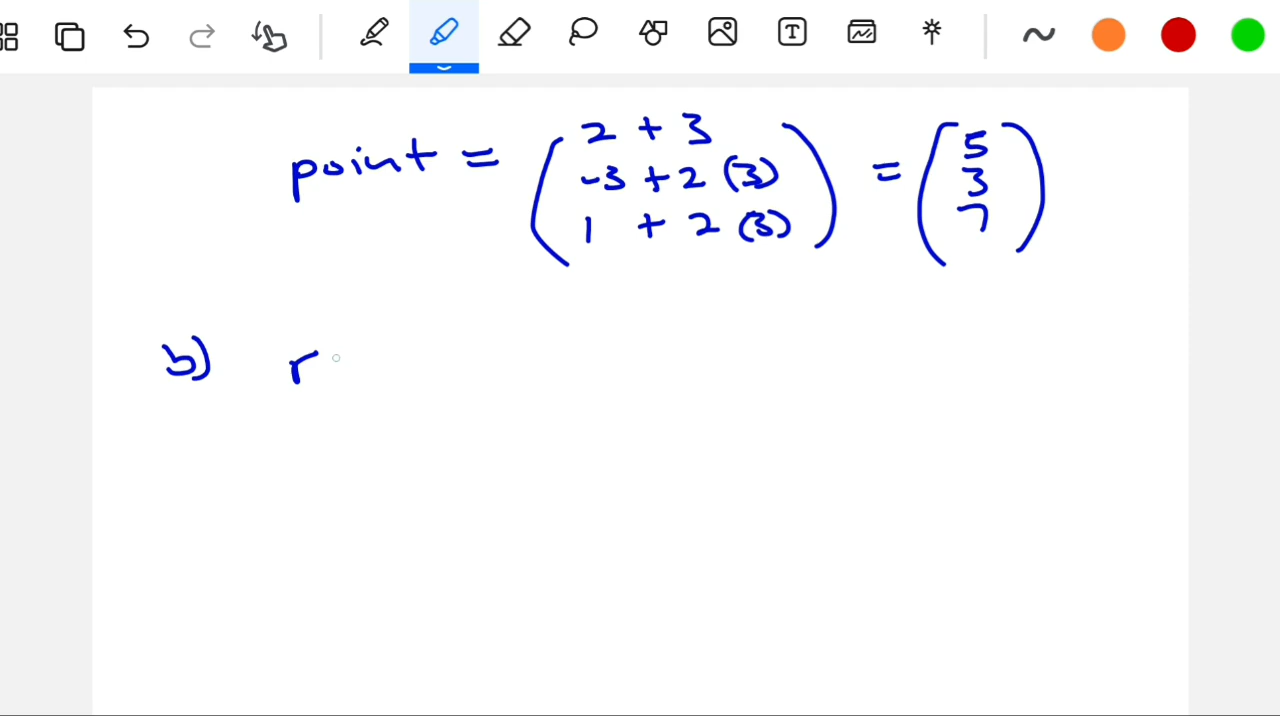 point = ( 2 + 3 ) = ( 5 )
-3 + 2 (3) 3
1 + 2 (3) 7
b) r